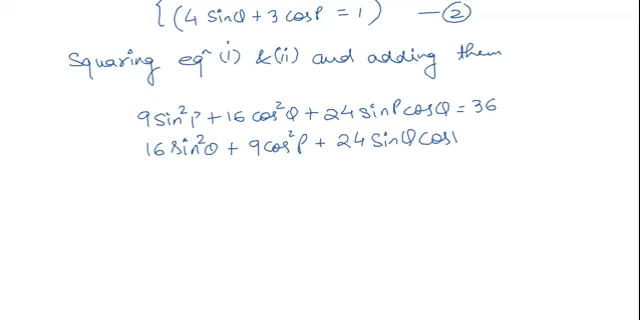 { (4 sinQ + 3 cosP = 1) — ②
Squaring eqⁿ (i) & (ii) and adding them
9 sin²P + 16 cos²Q + 24 sinP cosQ = 36
16 sin²Q + 9 cos²P + 24 sinQ cos